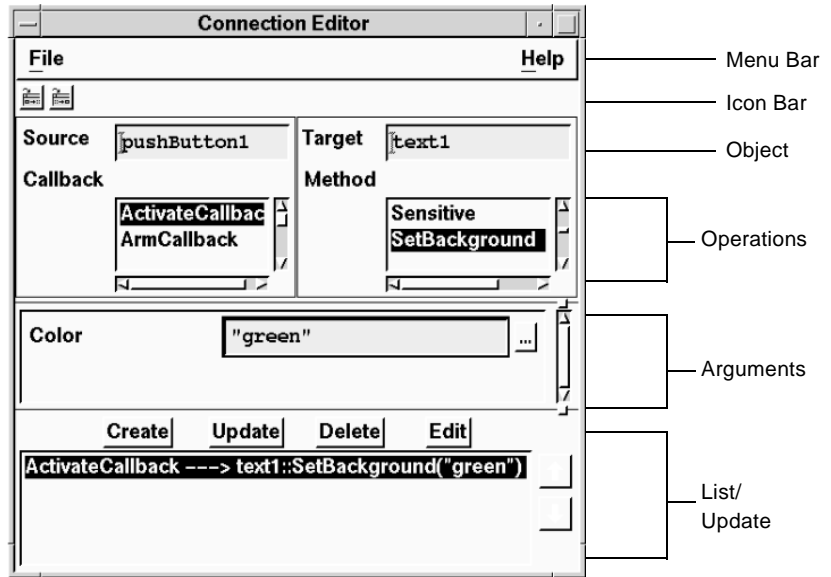 Connection Editor
File Help Menu Bar
Icon Bar
Source pushButton1 Target text1 Object
Callback Method
ActivateCallbac Sensitive
ArmCallback SetBackground Operations
Color "green" ...
Arguments
Create Update Delete Edit
ActivateCallback ---> text1::SetBackground("green")
List/
Update